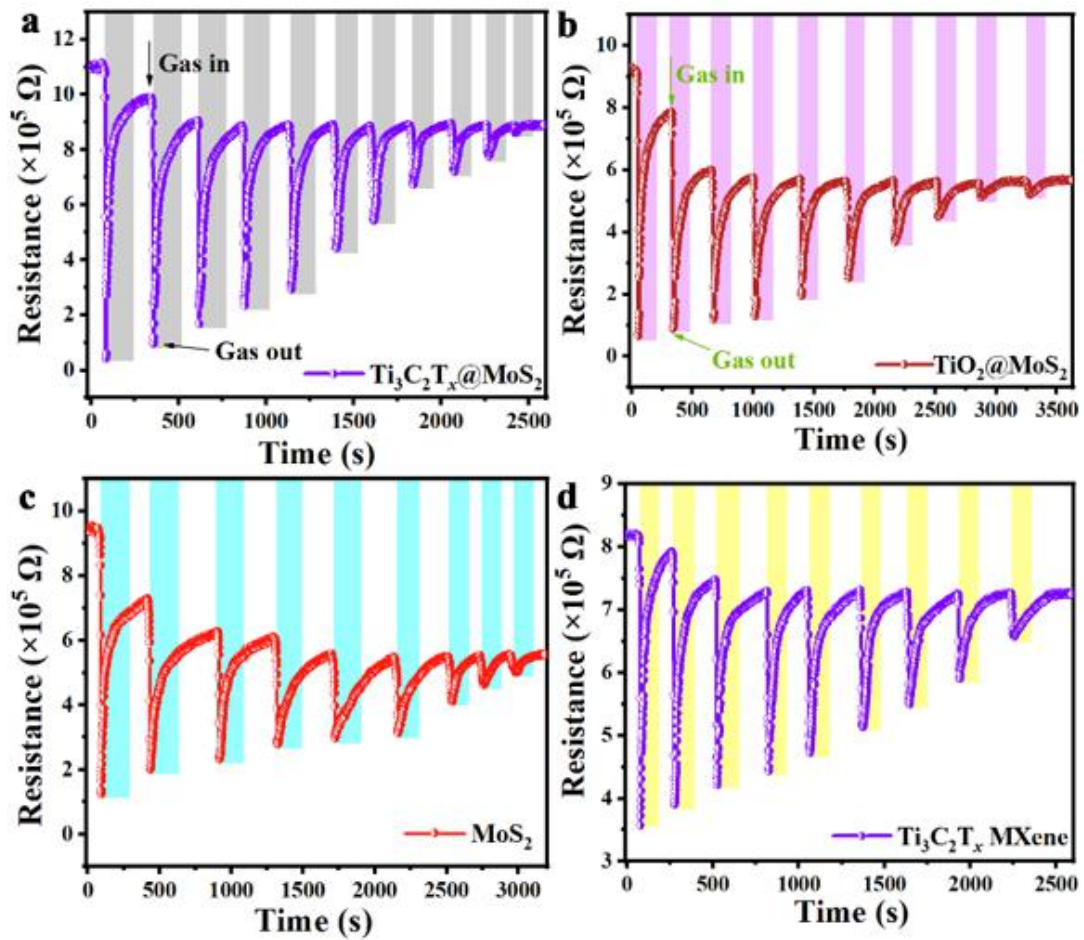 a
12
10
8
6
4
2
0
Resistance (×10⁵ Ω)
Gas in
Gas out
Ti₃C₂Tₓ@MoS₂
0 500 1000 1500 2000 2500
Time (s)
b
10
8
6
4
2
0
Resistance (×10⁵ Ω)
Gas in
Gas out
TiO₂@MoS₂
0 500 1000 1500 2000 2500 3000 3500
Time (s)
c
10
8
6
4
2
0
Resistance (×10⁵ Ω)
MoS₂
0 500 1000 1500 2000 2500 3000
Time (s)
d
9
8
7
6
5
4
3
Resistance (×10⁵ Ω)
Ti₃C₂Tₓ MXene
0 500 1000 1500 2000 2500
Time (s)